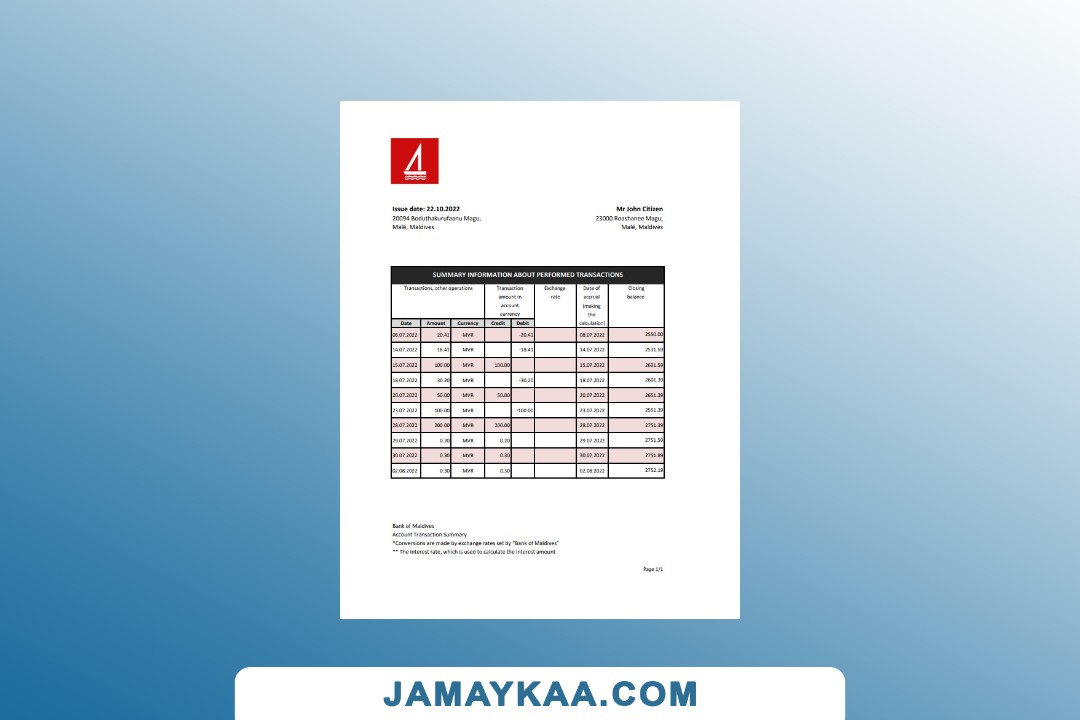 Issue date: 22.10.2022
20094 Boduthakurufaanu Magu,
Malé, Maldives
Mr John Citizen
23000 Roashanee Magu,
Malé, Maldives
SUMMARY INFORMATION ABOUT PERFORMED TRANSACTIONS
Transactions, other operations
Transaction
amount in
account
currency
Exchange
rate
Date of
accrual
(making
the
calculation)
Closing
balance
Date Amount Currency Credit Debit
08.07.2022 20.41 MVR -20.41 08.07.2022 2550.00
14.07.2022 18.41 MVR -18.41 14.07.2022 2531.59
15.07.2022 100.00 MVR 100.00 15.07.2022 2631.59
18.07.2022 30.20 MVR -30.20 18.07.2022 2601.39
20.07.2022 50.00 MVR 50.00 20.07.2022 2651.39
23.07.2022 100.00 MVR -100.00 23.07.2022 2551.39
28.07.2022 200.00 MVR 200.00 28.07.2022 2751.39
29.07.2022 0.20 MVR 0.20 29.07.2022 2751.59
30.07.2022 0.30 MVR 0.30 30.07.2022 2751.89
02.08.2022 0.30 MVR 0.30 02.08.2022 2752.19
Bank of Maldives
Account Transaction Summary
*Conversions are made by exchange rates set by "Bank of Maldives"
** The interest rate, which is used to calculate the interest amount
Page 1/1
JAMAYKAA.COM